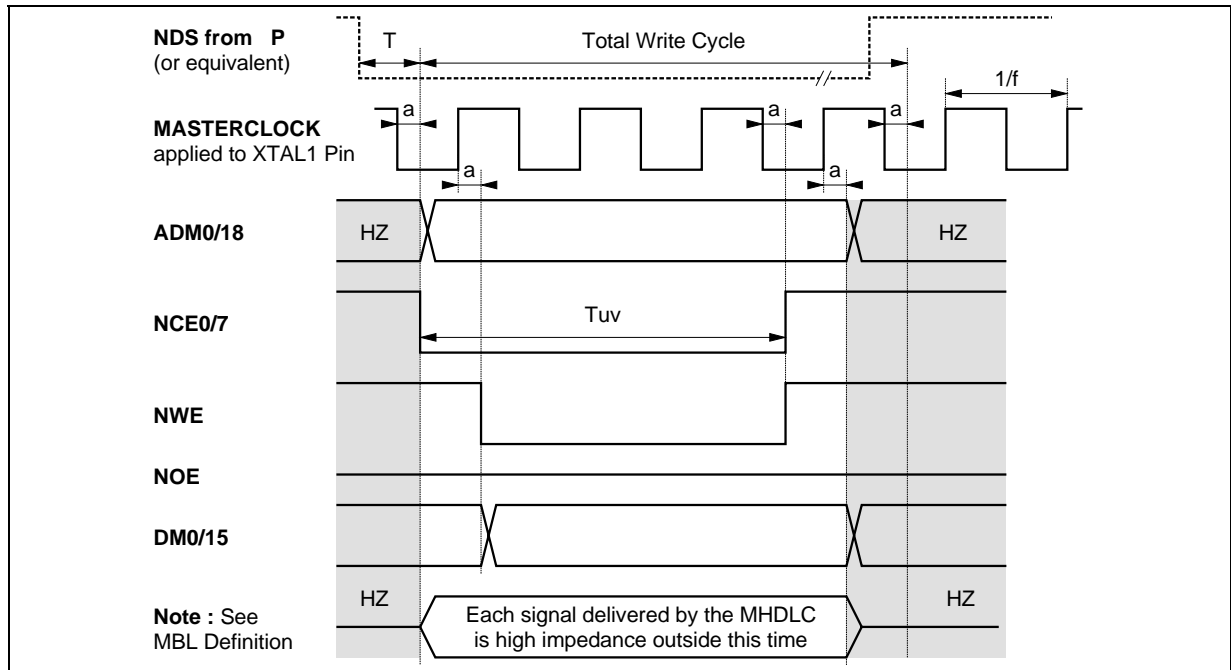 NDS from P
(or equivalent)
T
Total Write Cycle
1/f
MASTERCLOCK
applied to XTAL1 Pin
a
a
a
a
a
ADM0/18
HZ
HZ
NCE0/7
Tuv
NWE
NOE
DM0/15
HZ
HZ
Note : See
MBL Definition
Each signal delivered by the MHDLC
is high impedance outside this time